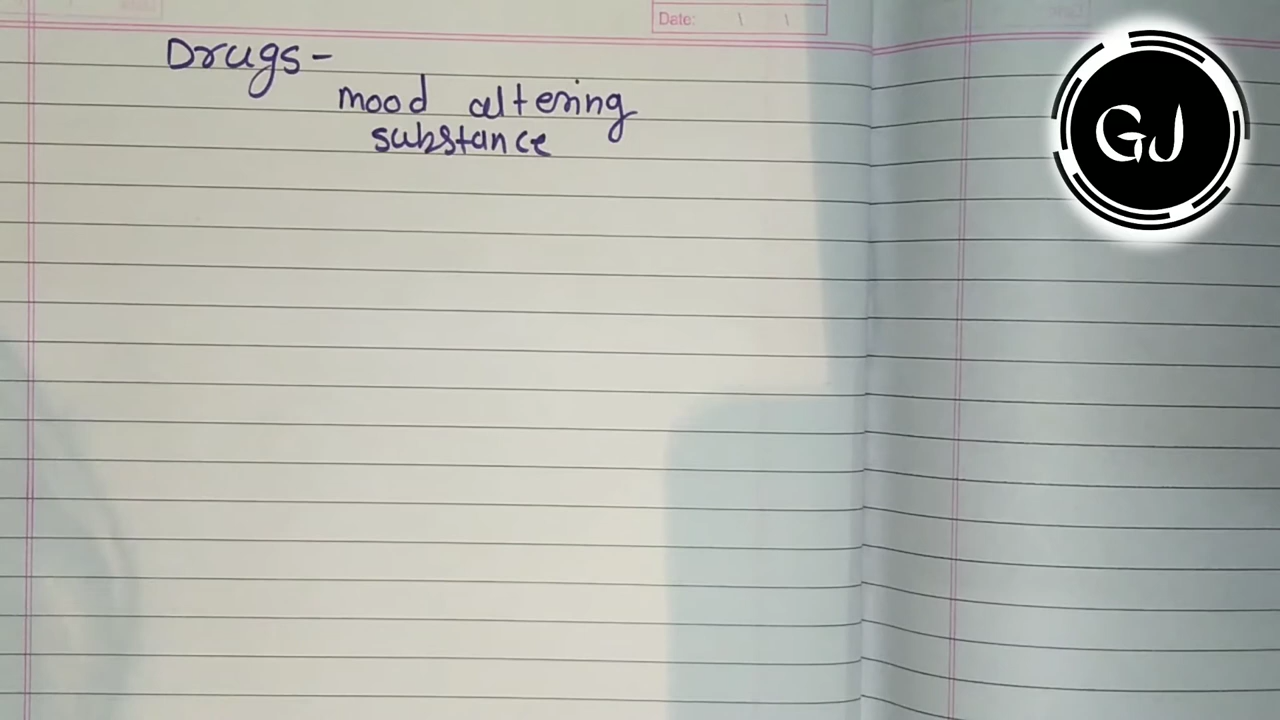 Date: \ \
Drugs-
mood altering
substance
GJ